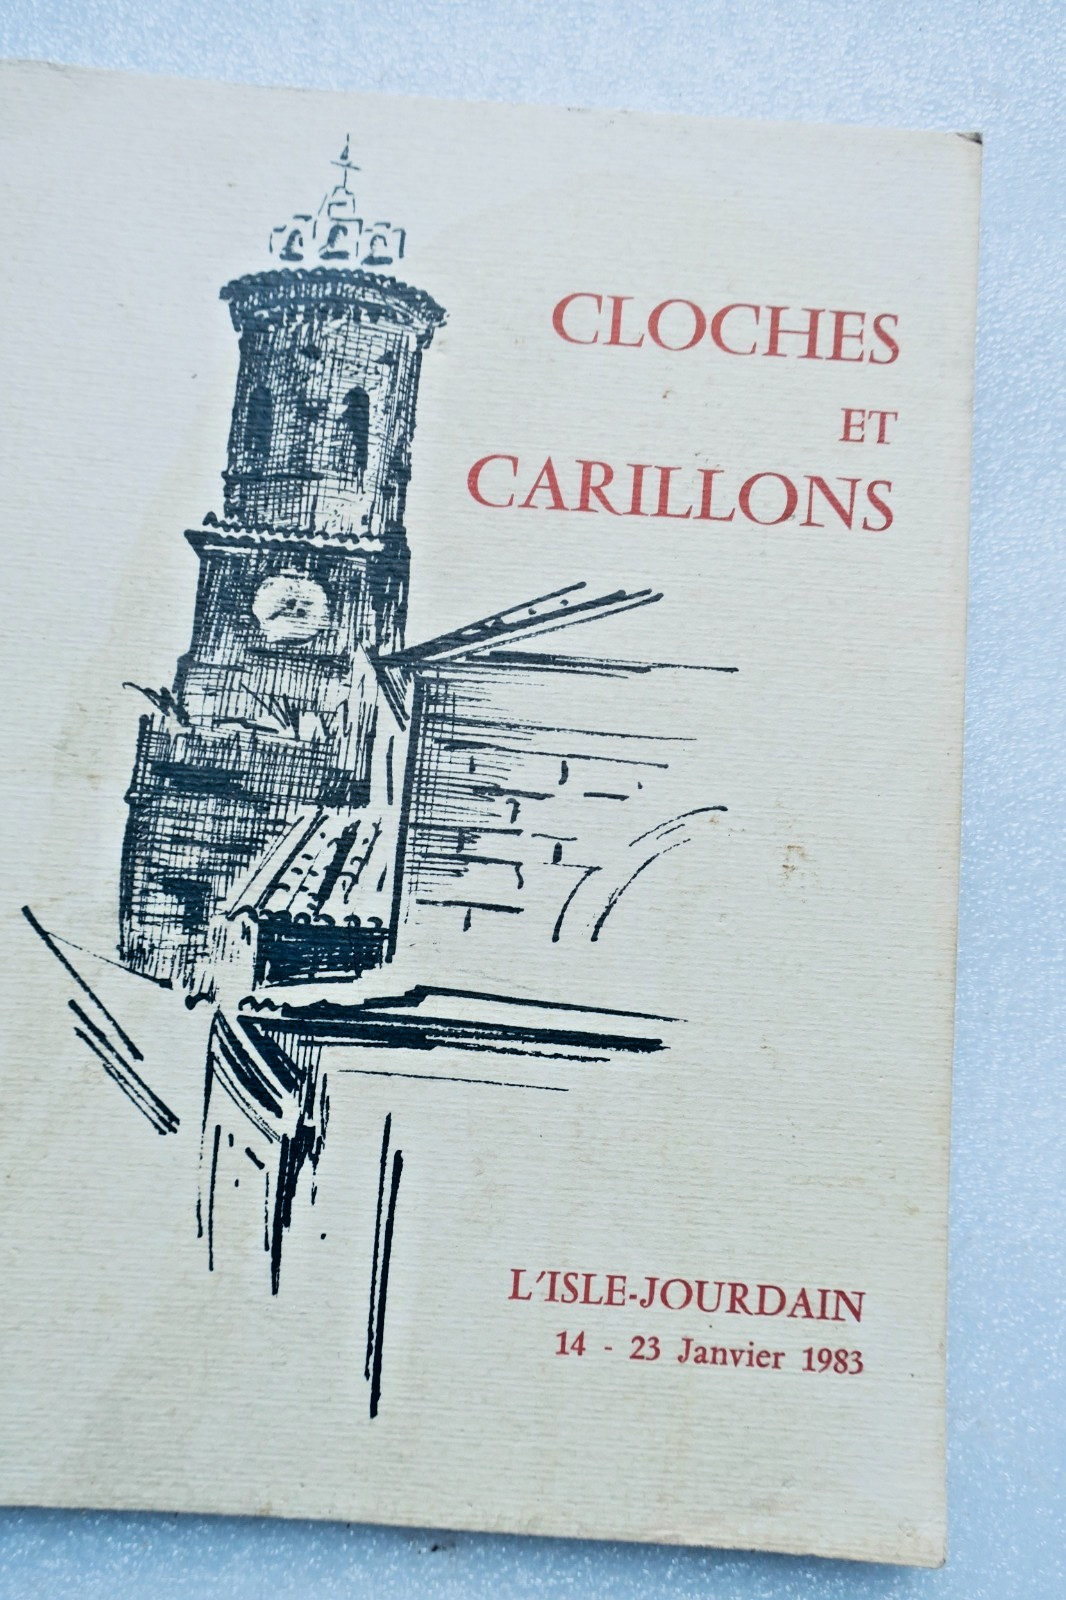 CLOCHES
ET
CARILLONS
L'ISLE-JOURDAIN
14 - 23 Janvier 1983